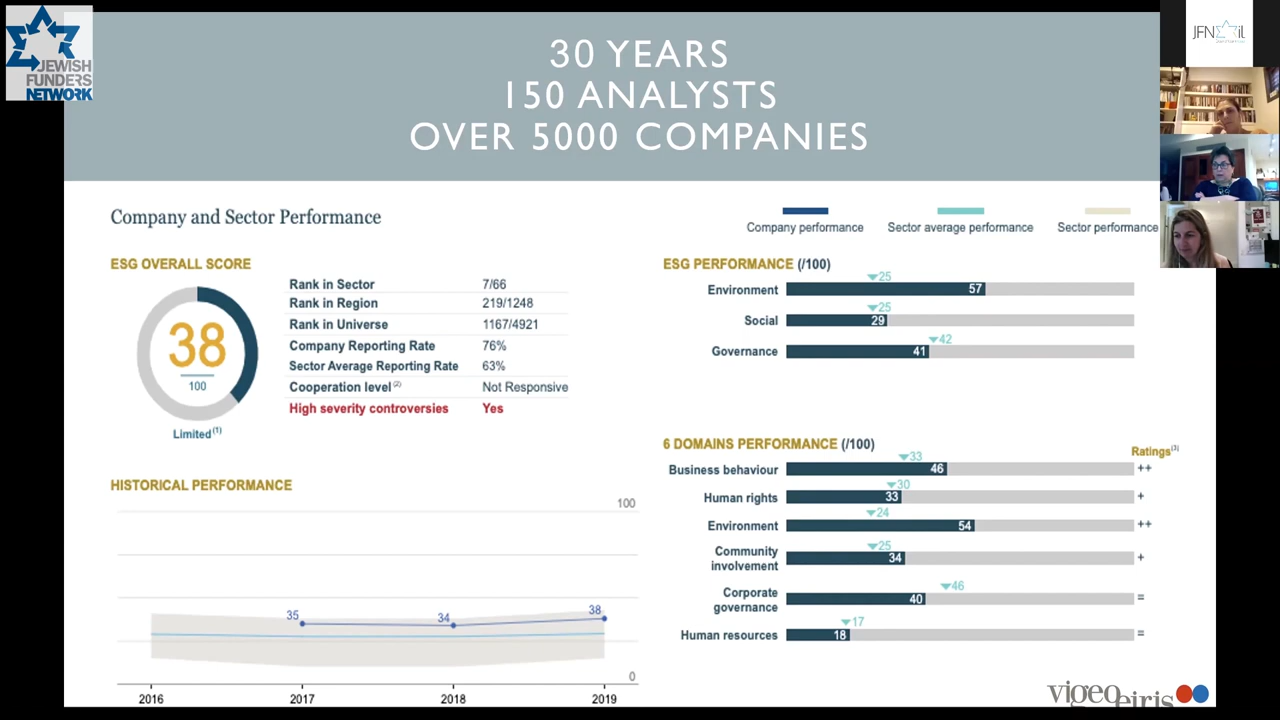 JEWISH
FUNDERS
NETWORK
30 YEARS
150 ANALYSTS
OVER 5000 COMPANIES
JFN il
Company and Sector Performance
Company performance
Sector average performance
Sector performance
ESG OVERALL SCORE
38
100
Limited (1)
Rank in Sector 7/66
Rank in Region 219/1248
Rank in Universe 1167/4921
Company Reporting Rate 76%
Sector Average Reporting Rate 63%
Cooperation level (2) Not Responsive
High severity controversies Yes
ESG PERFORMANCE (/100)
25
Environment 57
25
Social 29
42
Governance 41
HISTORICAL PERFORMANCE
100
35
34
38
0
2016 2017 2018 2019
6 DOMAINS PERFORMANCE (/100)
Ratings(3)
33
Business behaviour 46 ++
30
Human rights 33 +
24
Environment 54 ++
25
Community
involvement 34 +
46
Corporate
governance 40 =
17
Human resources 18 =
vigeo eiris